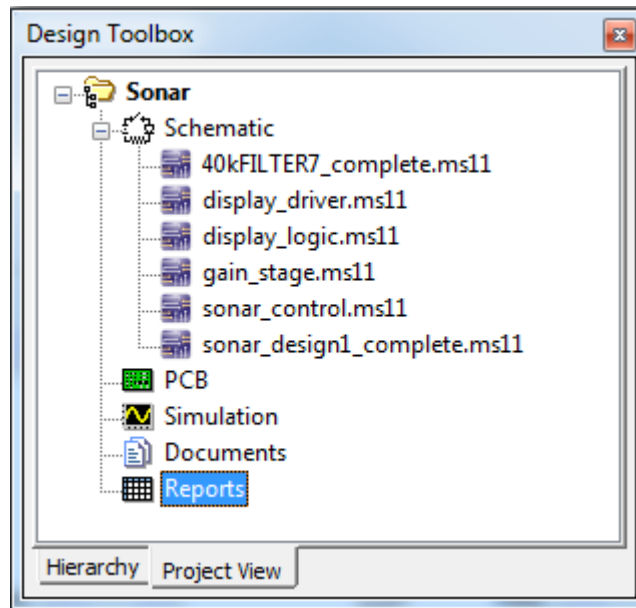 Design Toolbox
Sonar
Schematic
40kFILTER7_complete.ms11
display_driver.ms11
display_logic.ms11
gain_stage.ms11
sonar_control.ms11
sonar_design1_complete.ms11
PCB
Simulation
Documents
Reports
Hierarchy Project View